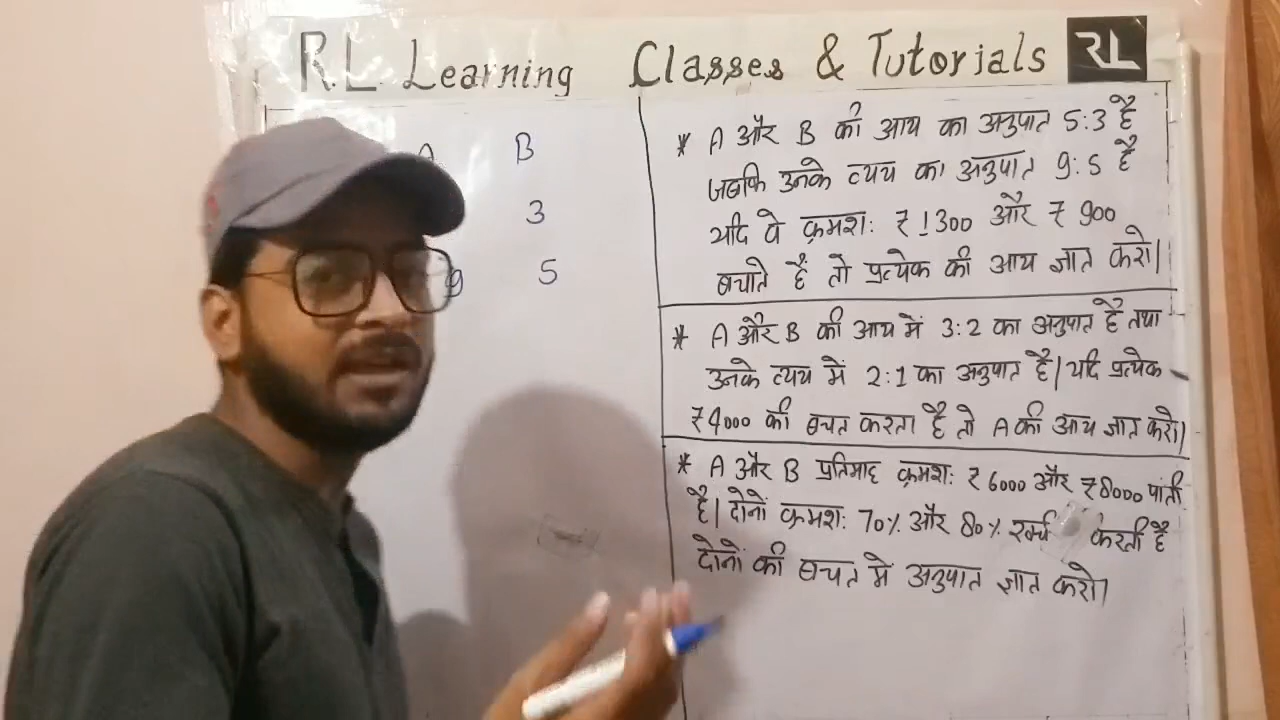 R.L. Learning Classes & Tutorials RL
A B
3
9 5
* A और B की आय का अनुपात 5:3 है
जबकि उनके व्यय का अनुपात 9:5 है
यदि वे क्रमश: ₹1300 और ₹900
बचाते है तो प्रत्येक की आय ज्ञात करो।
* A और B की आय में 3:2 का अनुपात है तथा
उनके व्यय में 2:1 का अनुपात है। यदि प्रत्येक
₹4000 की बचत करता है तो A की आय ज्ञात करो।
* A और B प्रतिमाह क्रमश: ₹6000 और ₹8000 पाती
है। दोनों क्रमश: 70% और 80% खर्च करती है
दोनों की बचत मे अनुपात ज्ञात करो।